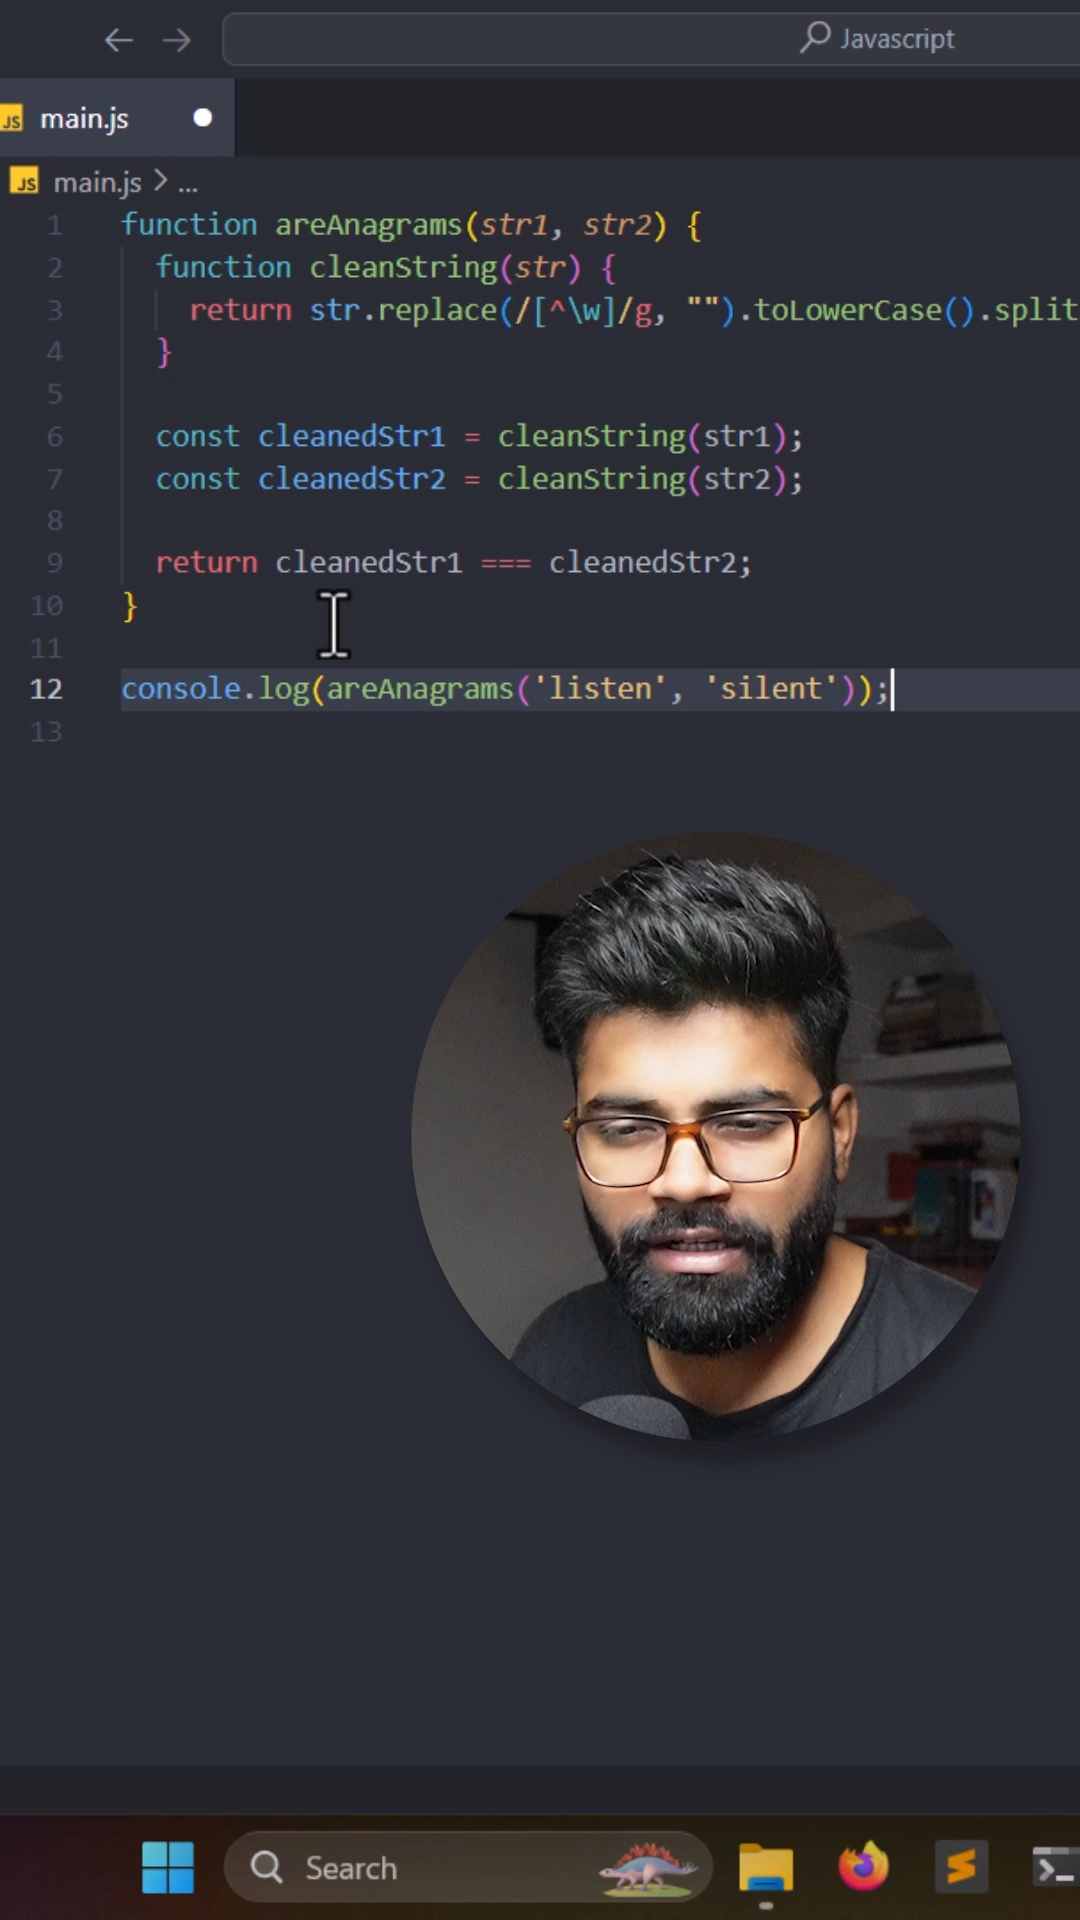 Javascript
JS main.js
JS main.js > ...
1 function areAnagrams(str1, str2) {
2 function cleanString(str) {
3 return str.replace(/[^\w]/g, "").toLowerCase().split
4 }
5
6 const cleanedStr1 = cleanString(str1);
7 const cleanedStr2 = cleanString(str2);
8
9 return cleanedStr1 === cleanedStr2;
10 }
11
12 console.log(areAnagrams('listen', 'silent'));
13
Search